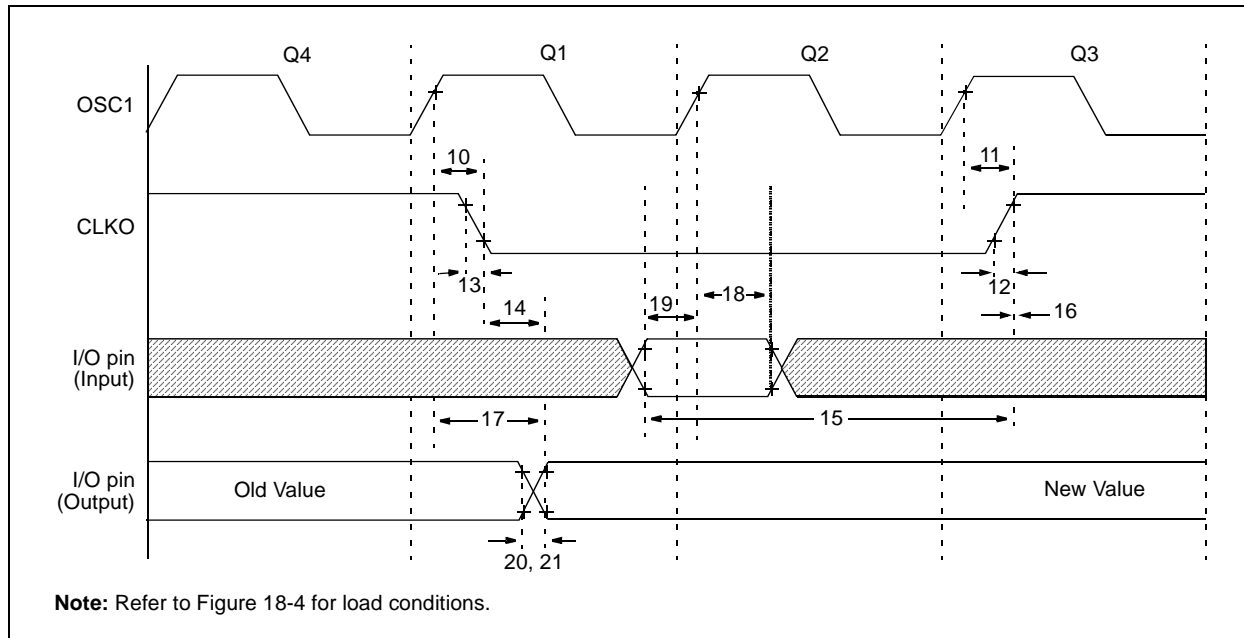 Q4 Q1 Q2 Q3
OSC1
10 11
CLKO
13 12
14 19 18 16
I/O pin
(Input)
17 15
I/O pin
(Output)
Old Value New Value
20, 21
Note: Refer to Figure 18-4 for load conditions.